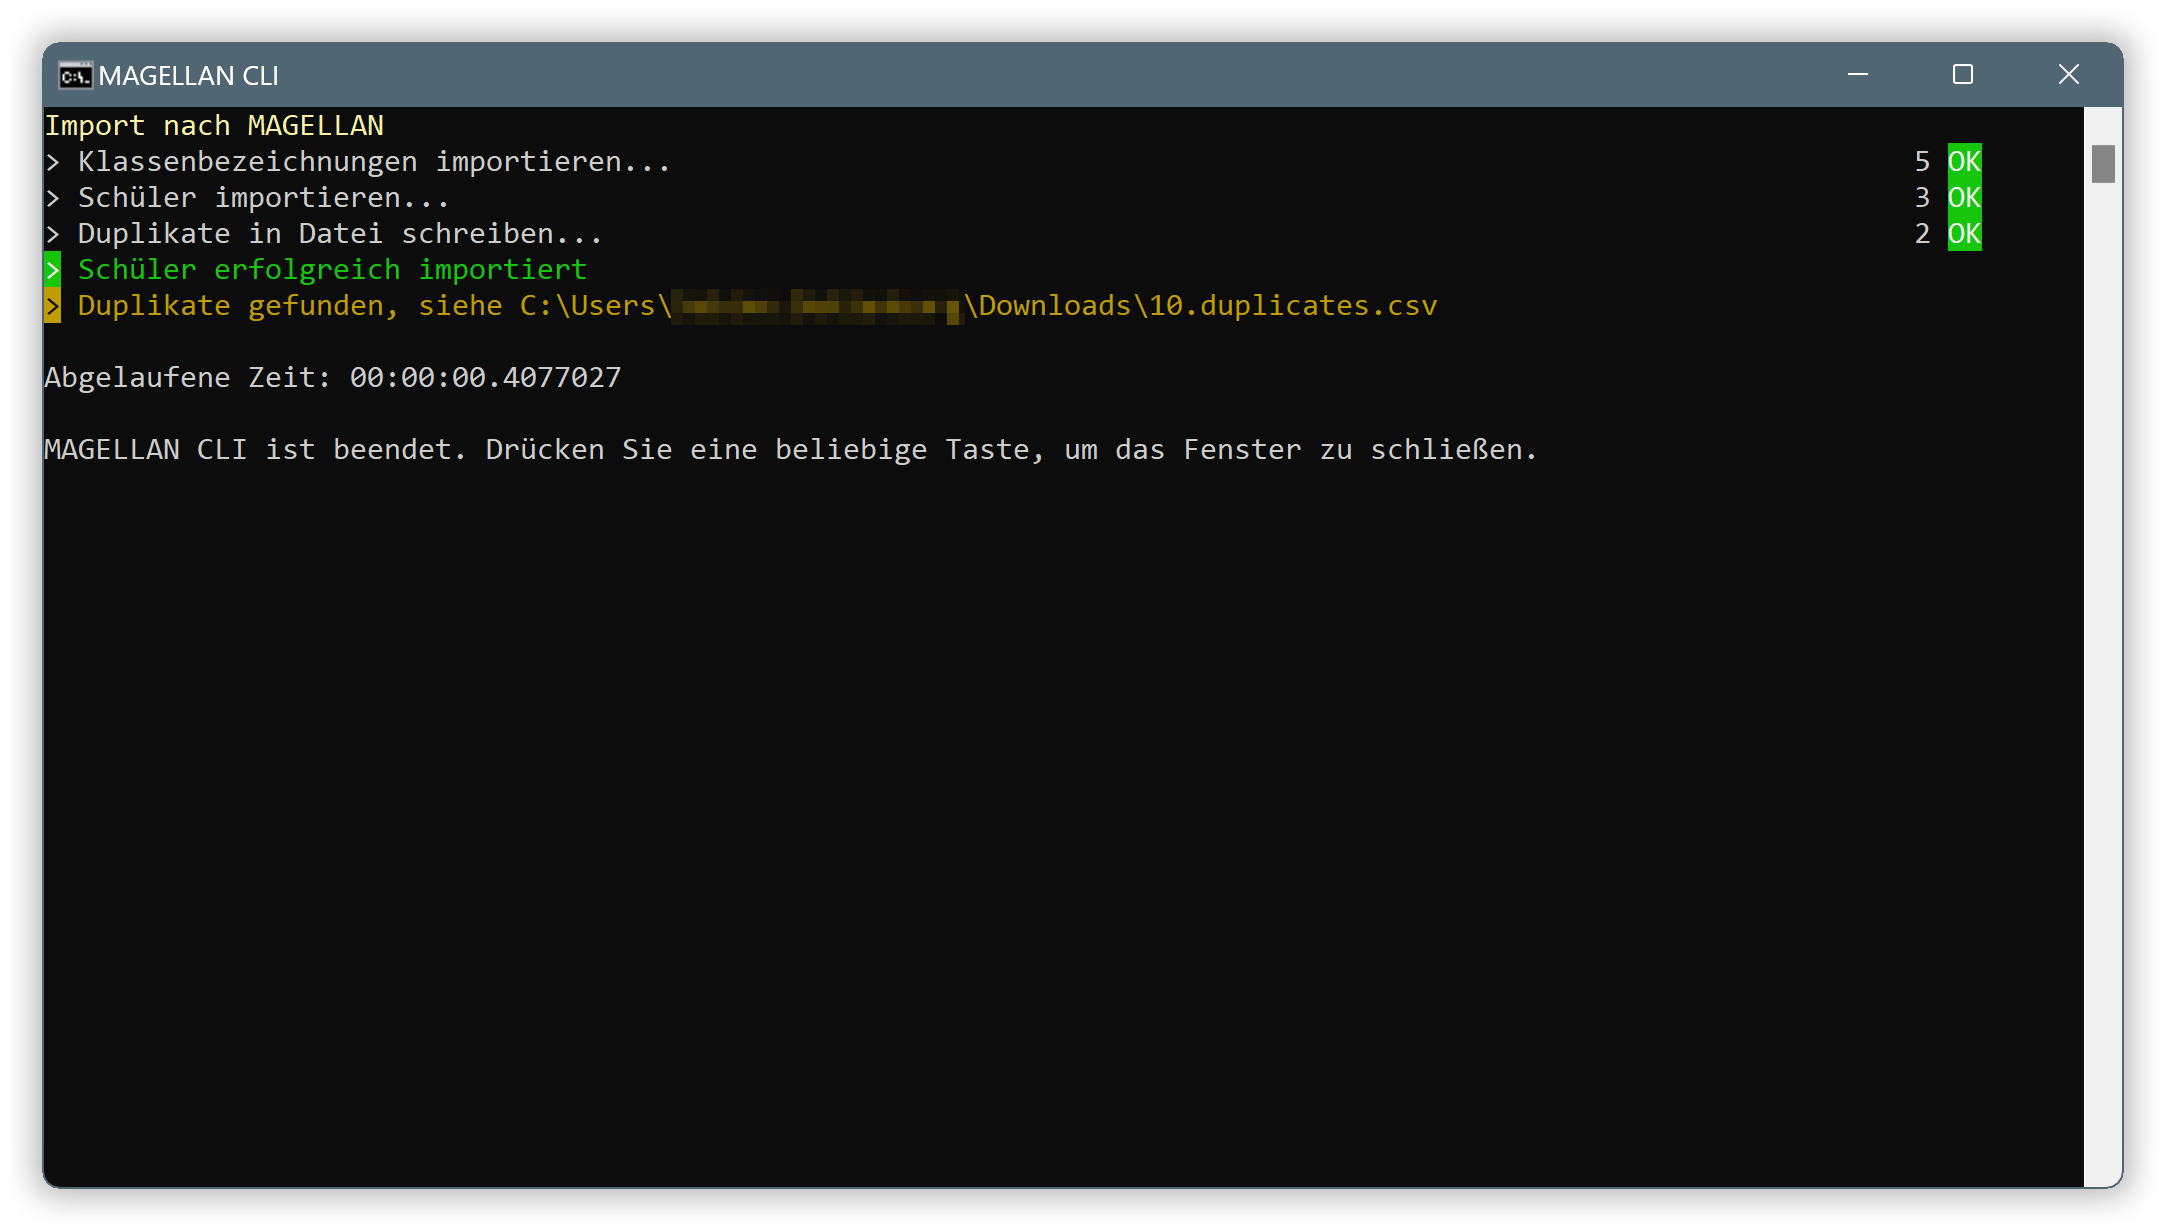 MAGELLAN CLI
Import nach MAGELLAN
> Klassenbezeichnungen importieren... 5 OK
> Schüler importieren... 3 OK
> Duplikate in Datei schreiben... 2 OK
> Schüler erfolgreich importiert
> Duplikate gefunden, siehe C:\Users\ \Downloads\10.duplicates.csv
Abgelaufene Zeit: 00:00:00.4077027
MAGELLAN CLI ist beendet. Drücken Sie eine beliebige Taste, um das Fenster zu schließen.